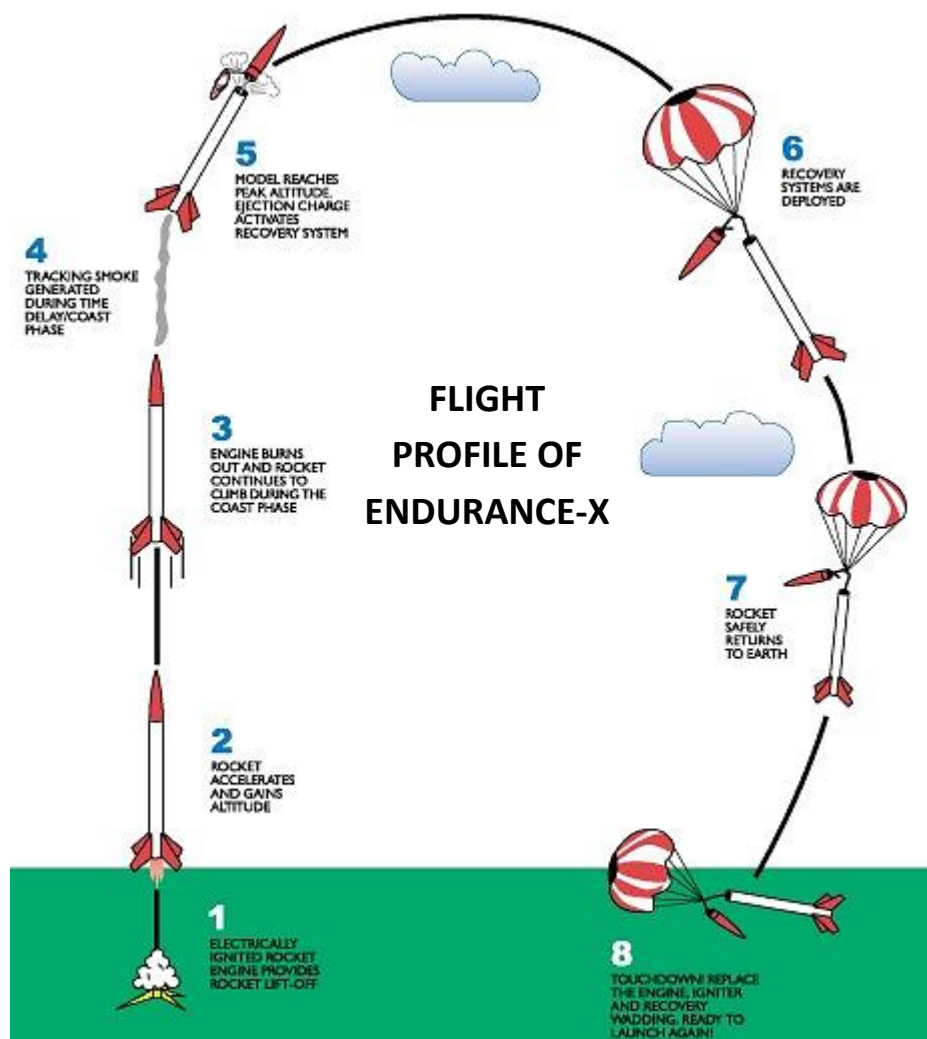 1
ELECTRICALLY
IGNITED ROCKET
ENGINE PROVIDES
ROCKET LIFT-OFF
2
ROCKET
ACCELERATES
AND GAINS
ALTITUDE
3
ENGINE BURNS
OUT AND ROCKET
CONTINUES TO
CLIMB DURING THE
COAST PHASE
4
TRACKING SMOKE
GENERATED
DURING TIME
DELAY/COAST
PHASE
5
MODEL REACHES
PEAK ALTITUDE.
EJECTION CHARGE
ACTIVATES
RECOVERY SYSTEM
6
RECOVERY
SYSTEMS ARE
DEPLOYED
FLIGHT
PROFILE OF
ENDURANCE-X
7
ROCKET
SAFELY
RETURNS
TO EARTH
8
TOUCHDOWN! REPLACE
THE ENGINE, IGNITER
AND RECOVERY
WADDING. READY TO
LAUNCH AGAIN!